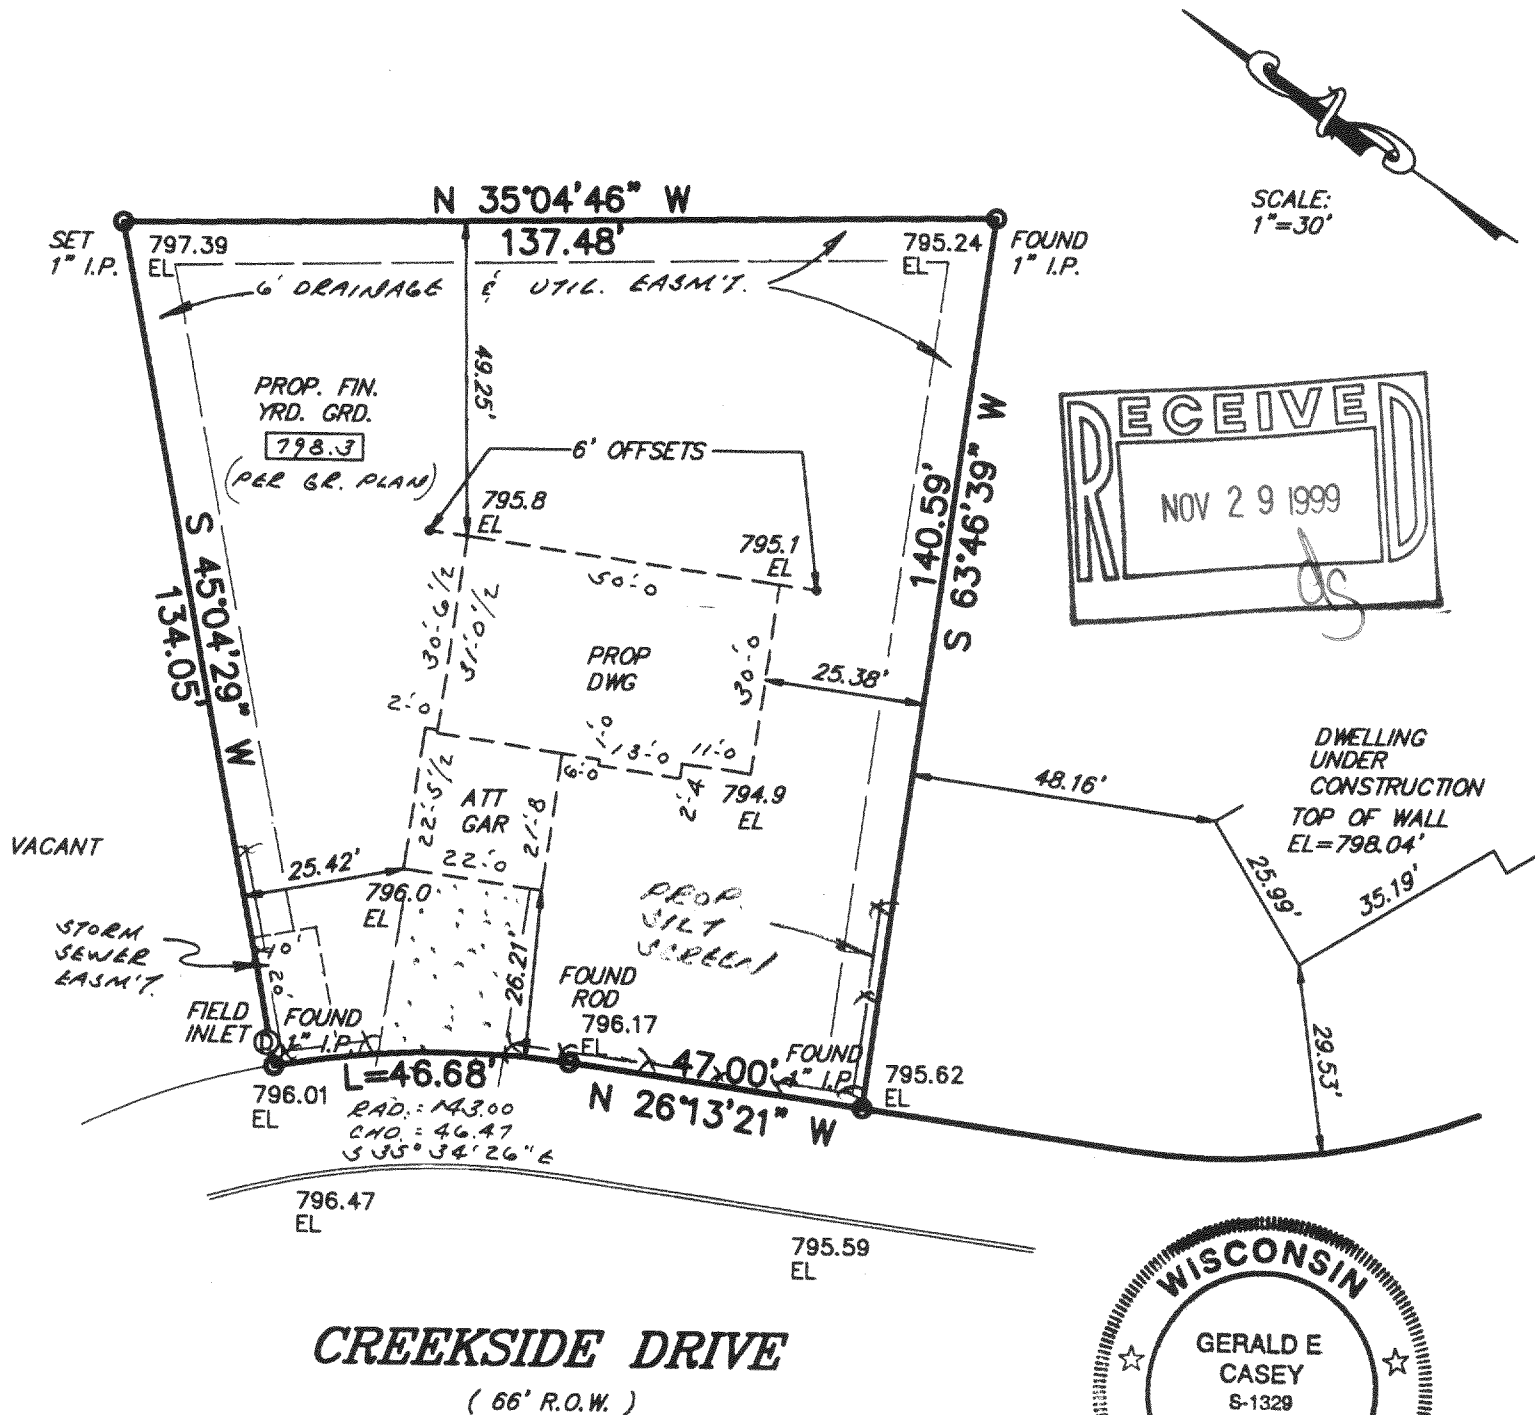 SCALE:
1"=30'
N 35°04'46" W
137.48'
SET
1" I.P.
797.39
EL
795.24
EL
FOUND
1" I.P.
6' DRAINAGE & UTIL. EASM'T.
49.25'
PROP. FIN.
YRD. GRD.
798.3
(PER GR. PLAN)
6' OFFSETS
795.8
EL
795.1
EL
RECEIVED
NOV 29 1999
S 45°04'29" W
134.05'
140.59'
S 63°46'39" W
50'-0
30'-6 1/2
31'-0 1/2
PROP
DWG
30'-0
25.38'
2'-0
1'-0
13'-0
11'-0
6'-0
2'-4
794.9
EL
22'-5 1/2
ATT
GAR
21'-8
22'-0
48.16'
DWELLING
UNDER
CONSTRUCTION
TOP OF WALL
EL=798.04'
25.99'
35.19'
29.53'
VACANT
25.42'
796.0
EL
STORM
SEWER
EASM'T.
10'
20'
26.21'
PROP.
SILT
SCREEN
FIELD
INLET
D
FOUND
1" I.P.
FOUND
ROD
796.17
EL
FOUND
1" I.P.
L=46.68'
47.00'
N 26°13'21" W
796.01
EL
795.62
EL
RAD.=143.00
CHD.=46.47
S 35°34'26" E
796.47
EL
795.59
EL
CREEKSIDE DRIVE
( 66' R.O.W. )
WISCONSIN
GERALD E
CASEY
S-1329